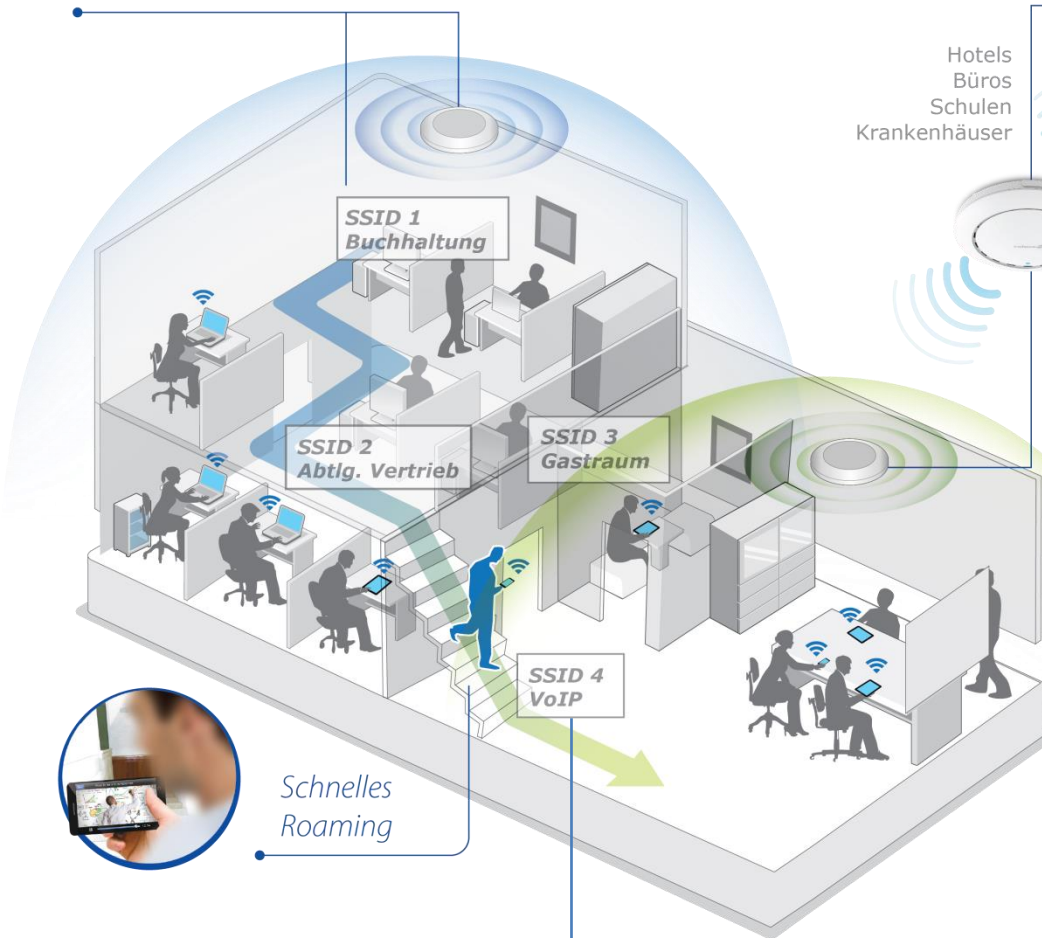 Hotels
Büros
Schulen
Krankenhäuser
SSID 1
Buchhaltung
SSID 2
Abtlg. Vertrieb
SSID 3
Gastraum
SSID 4
VoIP
Schnelles
Roaming